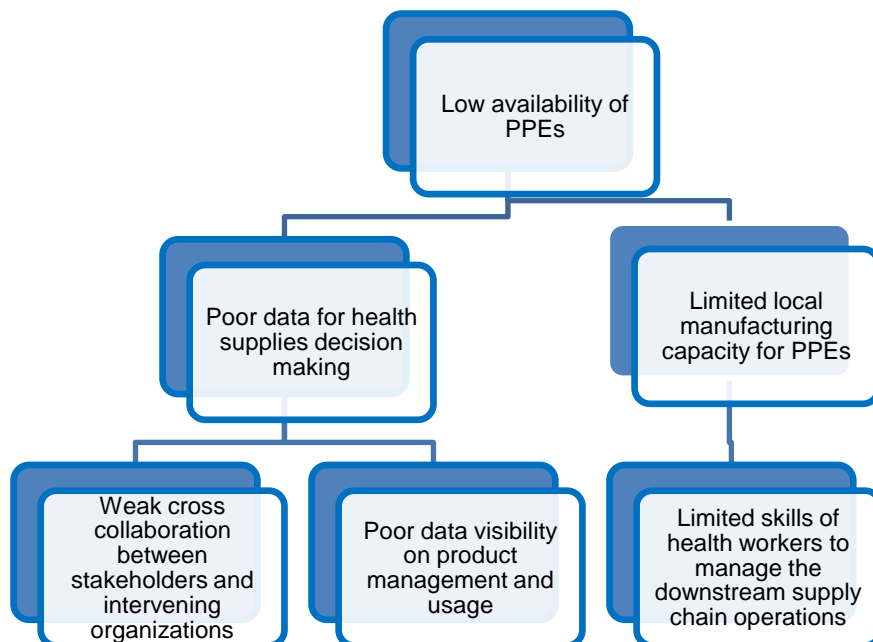 Low availability of
PPEs
Poor data for health
supplies decision
making
Limited local
manufacturing
capacity for PPEs
Weak cross
collaboration
between
stakeholders and
intervening
organizations
Poor data visibility
on product
management and
usage
Limited skills of
health workers to
manage the
downstream supply
chain operations